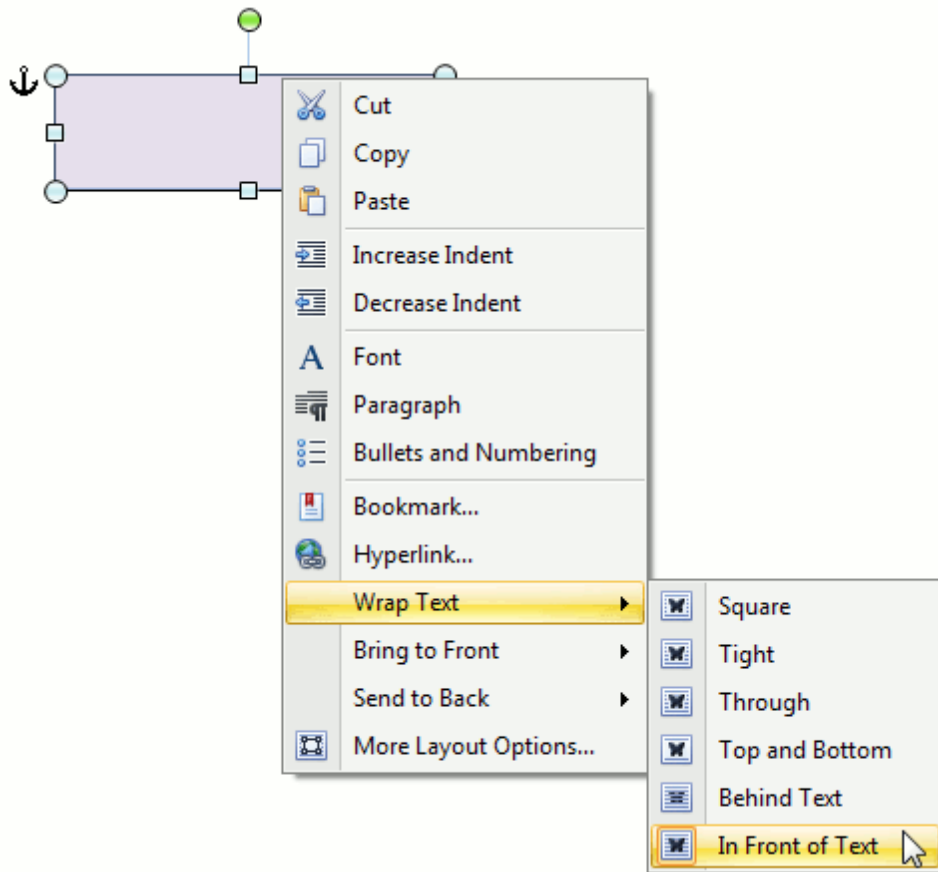 Cut
Copy
Paste
Increase Indent
Decrease Indent
Font
Paragraph
Bullets and Numbering
Bookmark...
Hyperlink...
Wrap Text
Bring to Front
Send to Back
More Layout Options...
Square
Tight
Through
Top and Bottom
Behind Text
In Front of Text